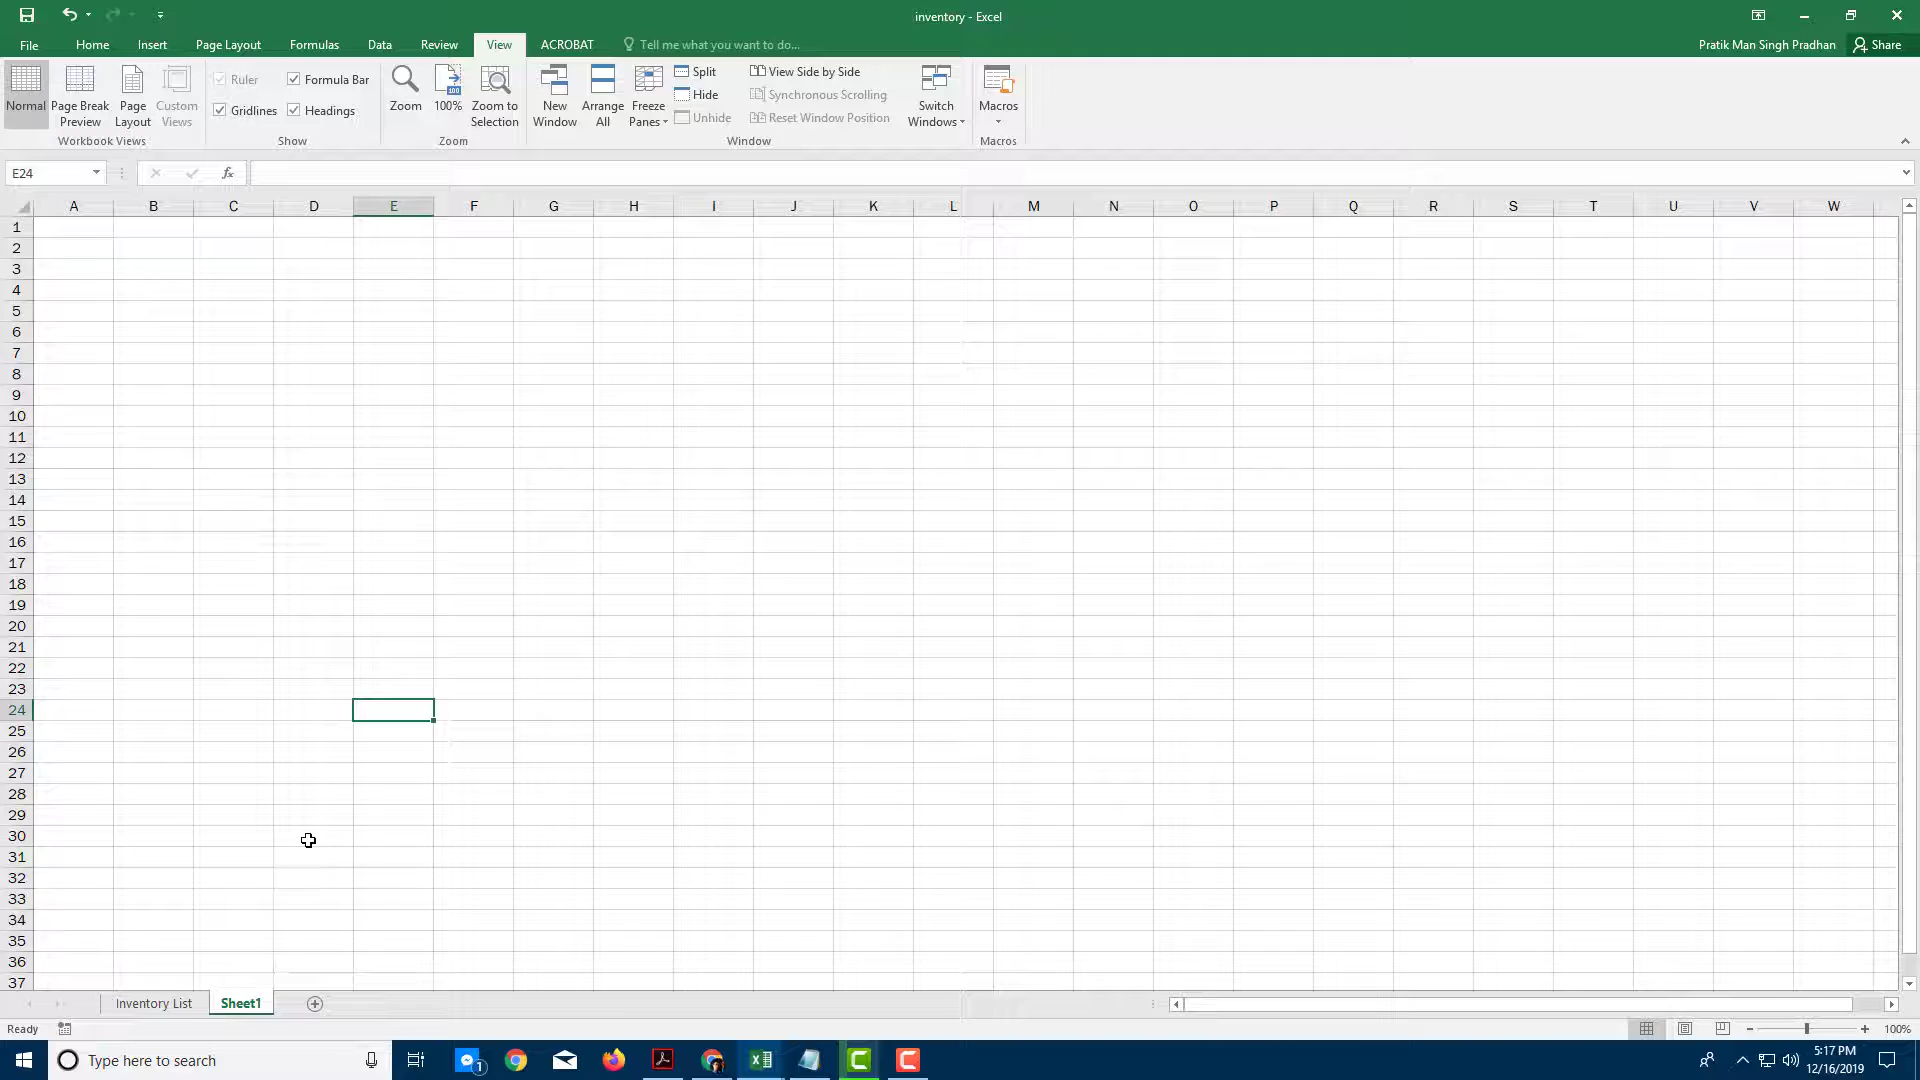 inventory - Excel
File Home Insert Page Layout Formulas Data Review View ACROBAT Tell me what you want to do... Pratik Man Singh Pradhan Share
Normal
Page Break Preview
Page Layout
Custom Views
Workbook Views
Ruler Formula Bar
Gridlines Headings
Show
Zoom
100
100%
Zoom to Selection
Zoom
New Window
Arrange All
Freeze Panes
Split
Hide
Unhide
View Side by Side
Synchronous Scrolling
Reset Window Position
Switch Windows
Window
Macros
Macros
E24 fx
A B C D E F G H I J K L M N O P Q R S T U V W
1
2
3
4
5
6
7
8
9
10
11
12
13
14
15
16
17
18
19
20
21
22
23
24
25
26
27
28
29
30
31
32
33
34
35
36
37
Inventory List Sheet1
Ready 100%
Type here to search 1 5:17 PM
12/16/2019